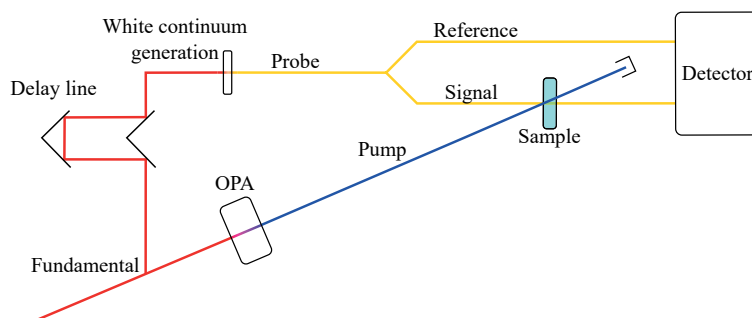 White continuum
generation
Reference
Probe
Delay line
Detector
Signal
Sample
Pump
OPA
Fundamental